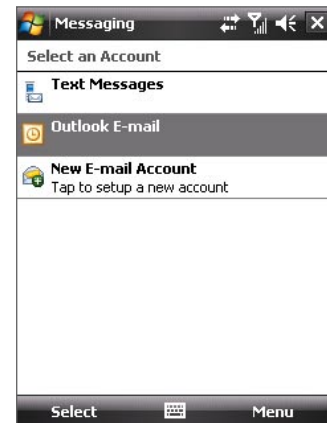 Messaging
Select an Account
Text Messages
Outlook E-mail
New E-mail Account
Tap to setup a new account
Select Menu